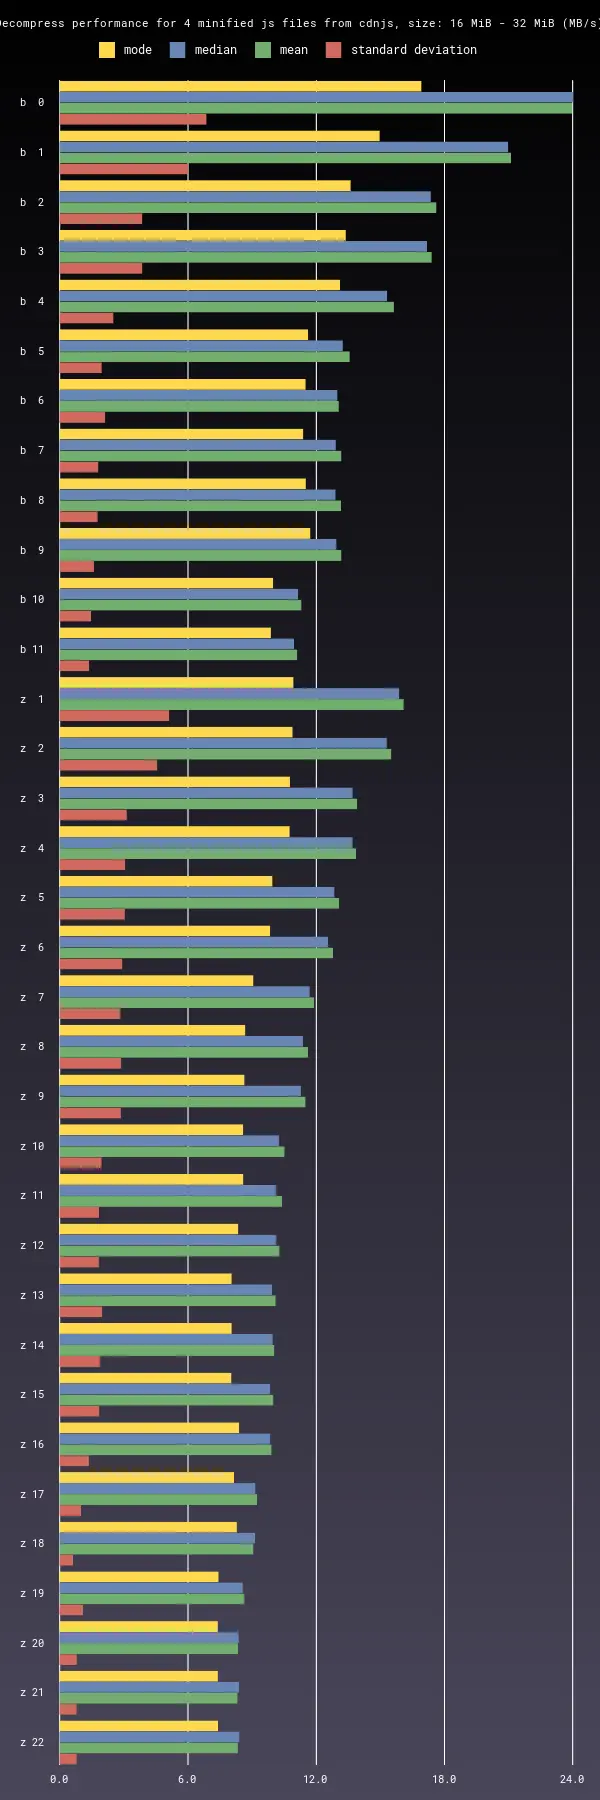 Decompress performance for 4 minified js files from cdnjs, size: 16 MiB - 32 MiB (MB/s)
mode median mean standard deviation
b 0
b 1
b 2
b 3
b 4
b 5
b 6
b 7
b 8
b 9
b 10
b 11
z 1
z 2
z 3
z 4
z 5
z 6
z 7
z 8
z 9
z 10
z 11
z 12
z 13
z 14
z 15
z 16
z 17
z 18
z 19
z 20
z 21
z 22
0.0 6.0 12.0 18.0 24.0